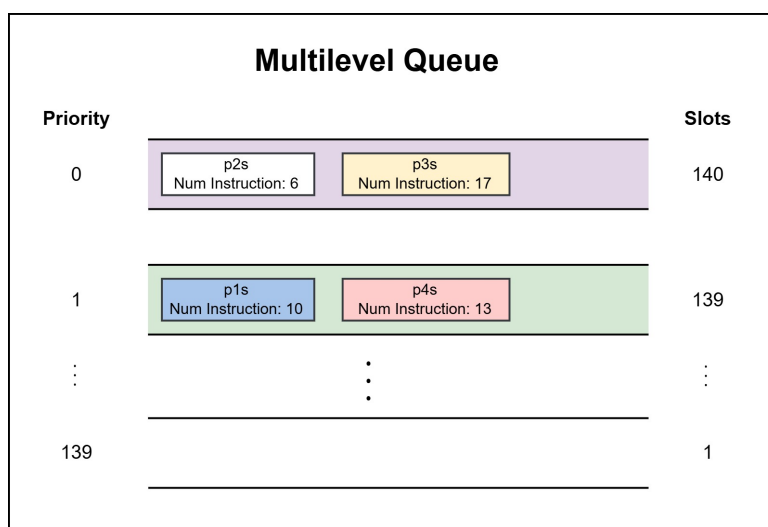 Multilevel Queue
Priority
Slots
0
p2s
Num Instruction: 6
p3s
Num Instruction: 17
140
1
p1s
Num Instruction: 10
p4s
Num Instruction: 13
139
139
1